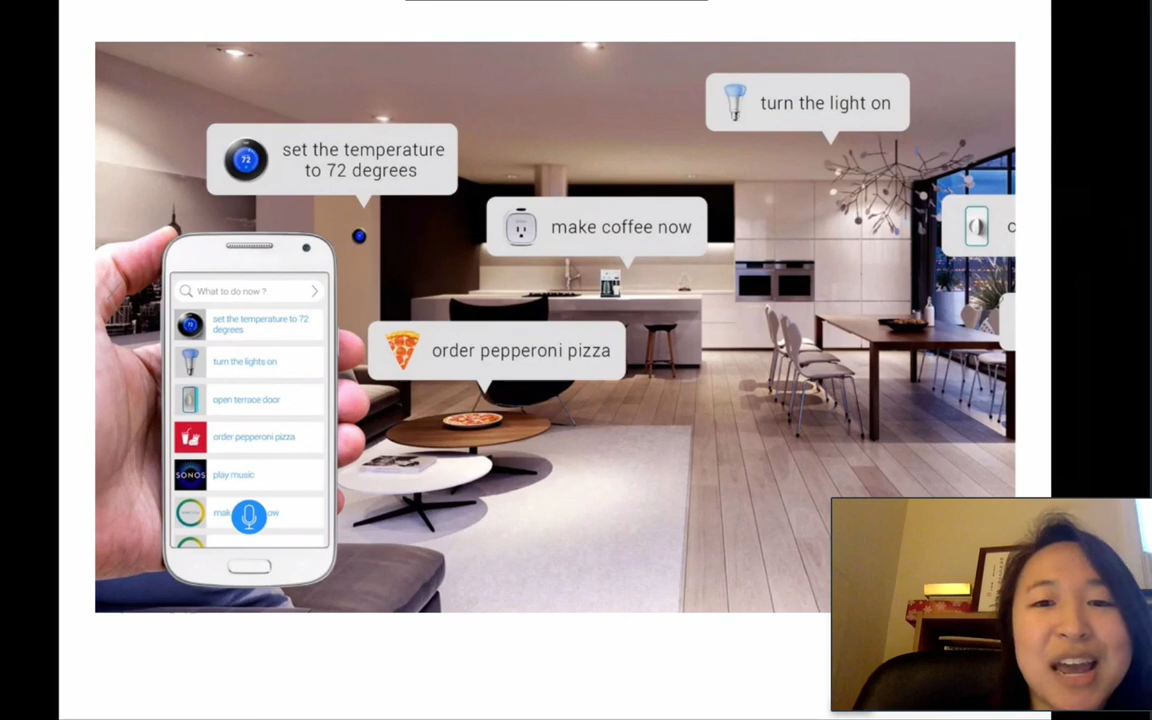 turn the light on
set the temperature
to 72 degrees
72
make coffee now
order pepperoni pizza
What to do now ?
set the temperature to 72
degrees
turn the lights on
open terrace door
order pepperoni pizza
SONOS
play music